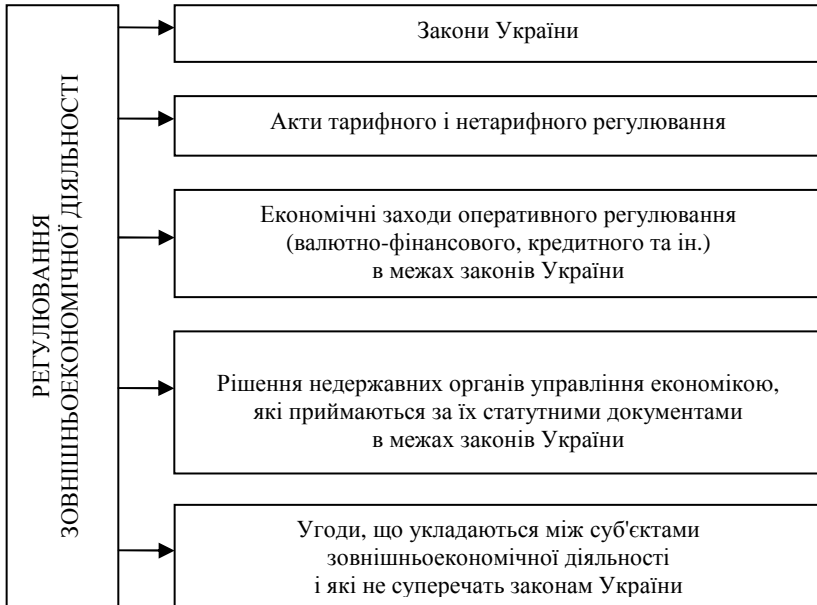 РЕГУЛЮВАННЯ
ЗОВНІШНЬОЕКОНОМІЧНОЇ ДІЯЛЬНОСТІ
Закони України
Акти тарифного і нетарифного регулювання
Економічні заходи оперативного регулювання
(валютно-фінансового, кредитного та ін.)
в межах законів України
Рішення недержавних органів управління економікою,
які приймаються за їх статутними документами
в межах законів України
Угоди, що укладаються між суб'єктами
зовнішньоекономічної діяльності
і які не суперечать законам України